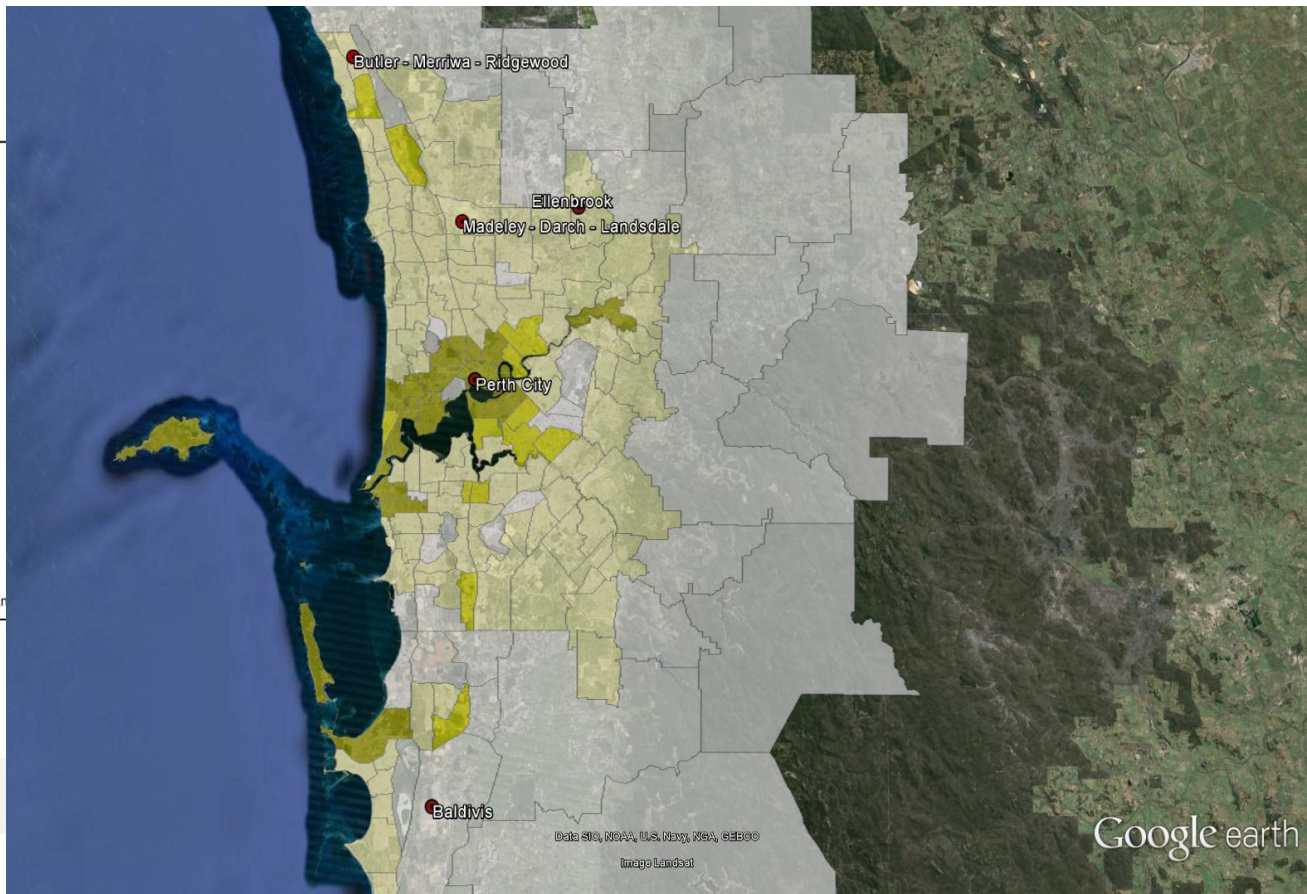 Butler - Merriwa - Ridgewood
Ellenbrook
Madeley - Darch - Landsdale
Perth City
Baldivis
Data SIO, NOAA, U.S. Navy, NGA, GEBCO
Image Landsat
Google earth